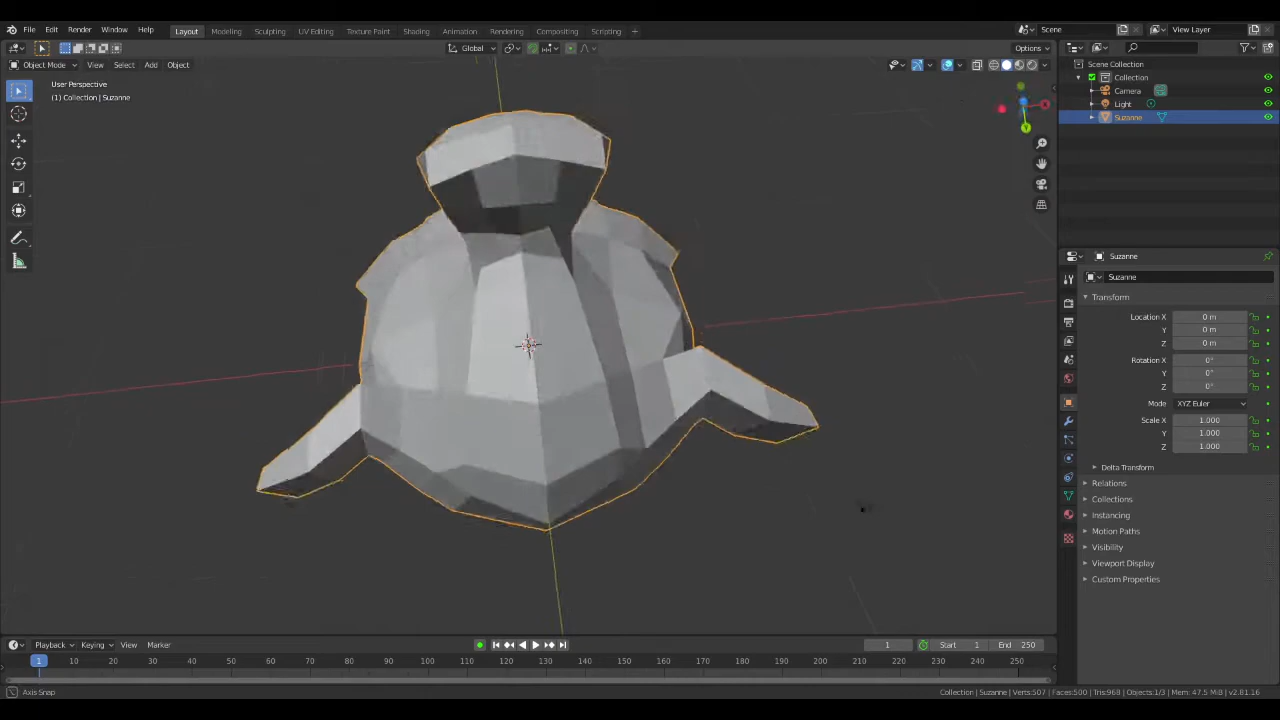 File Edit Render Window Help Layout Modeling Sculpting UV Editing Texture Paint Shading Animation Rendering Compositing Scripting + Scene View Layer
Global Options
Object Mode View Select Add Object
User Perspective
(1) Collection | Suzanne
Scene Collection
Collection
Camera
Light
Suzanne
Suzanne
Suzanne
Transform
Location X 0 m
Y 0 m
Z 0 m
Rotation X 0°
Y 0°
Z 0°
Mode XYZ Euler
Scale X 1.000
Y 1.000
Z 1.000
Delta Transform
Relations
Collections
Instancing
Motion Paths
Visibility
Viewport Display
Custom Properties
Playback Keying View Marker 1 Start 1 End 250
1 10 20 30 40 50 60 70 80 90 100 110 120 130 140 150 160 170 180 190 200 210 220 230 240 250
Axis Snap Collection | Suzanne | Verts:507 | Faces:500 | Tris:968 | Objects:1/3 | Mem: 47.5 MiB | v2.81.16